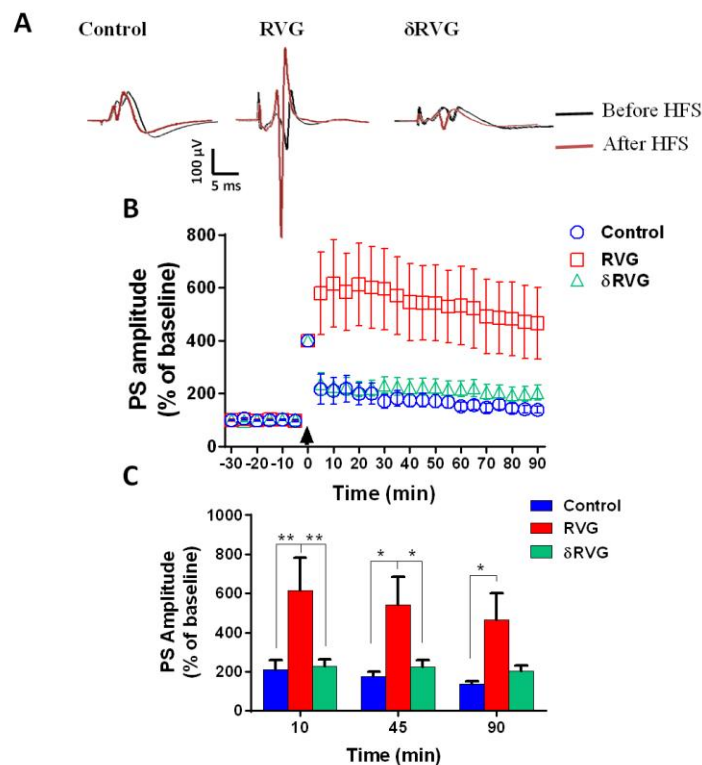 A
Control RVG δRVG
Before HFS
After HFS
100 µV
5 ms
B
Control
RVG
δRVG
PS amplitude
(% of baseline)
800
600
400
200
0
-30 -20 -10 0 10 20 30 40 50 60 70 80 90
Time (min)
C
Control
RVG
δRVG
PS Amplitude
(% of baseline)
1000
800
600
400
200
0
** ** * * *
10 45 90
Time (min)